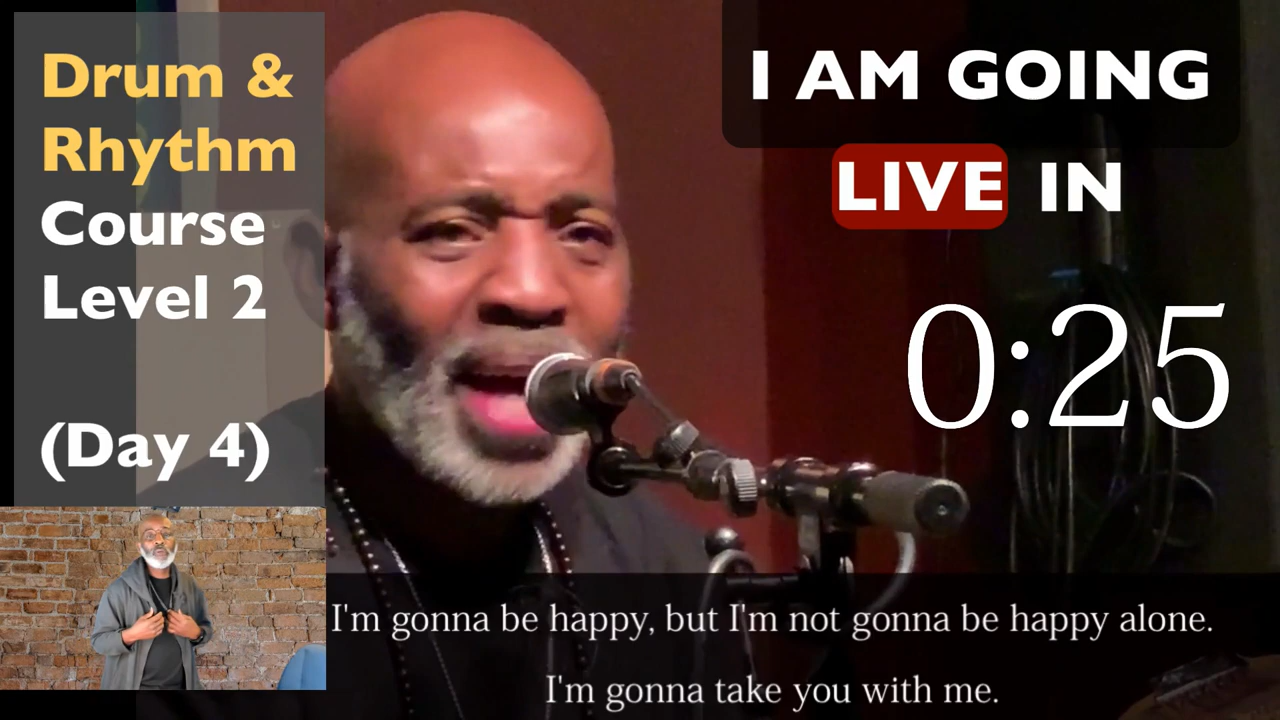 Drum &
Rhythm
Course
Level 2
(Day 4)
I AM GOING
LIVE IN
0:25
I'm gonna be happy, but I'm not gonna be happy alone.
I'm gonna take you with me.